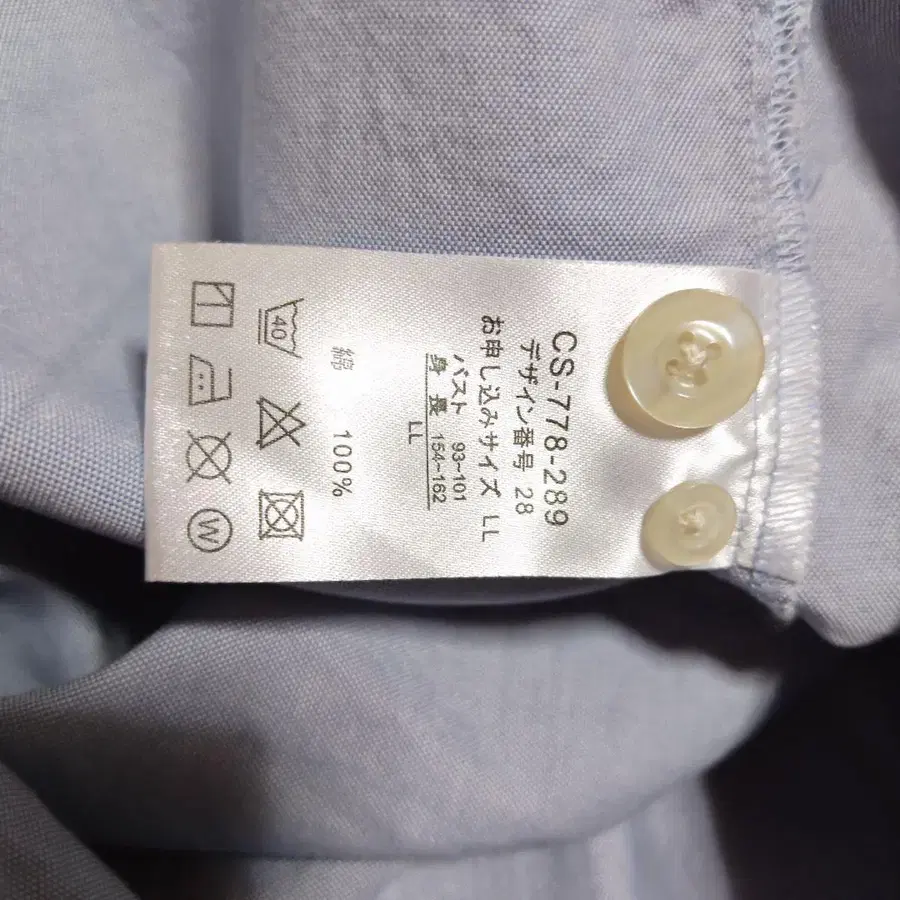 CS-778-289
デザイン番号 28
お申し込みサイズ LL
バスト 93~101
身長 154~162
LL
綿 100%
40
W